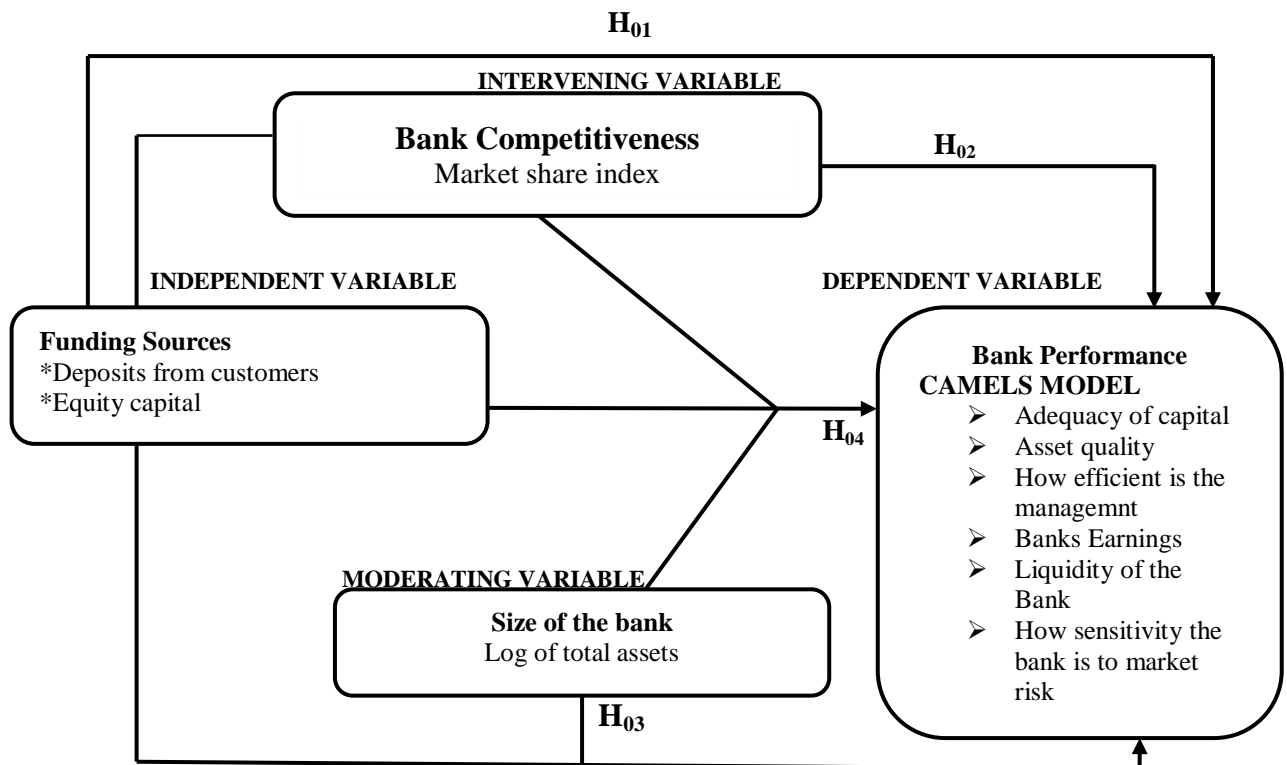 H01
INTERVENING VARIABLE
Bank Competitiveness
Market share index
H02
INDEPENDENT VARIABLE
DEPENDENT VARIABLE
Funding Sources
*Deposits from customers
*Equity capital
Bank Performance
CAMELS MODEL
➢ Adequacy of capital
➢ Asset quality
➢ How efficient is the
managemnt
➢ Banks Earnings
➢ Liquidity of the
Bank
➢ How sensitivity the
bank is to market
risk
H04
MODERATING VARIABLE
Size of the bank
Log of total assets
H03